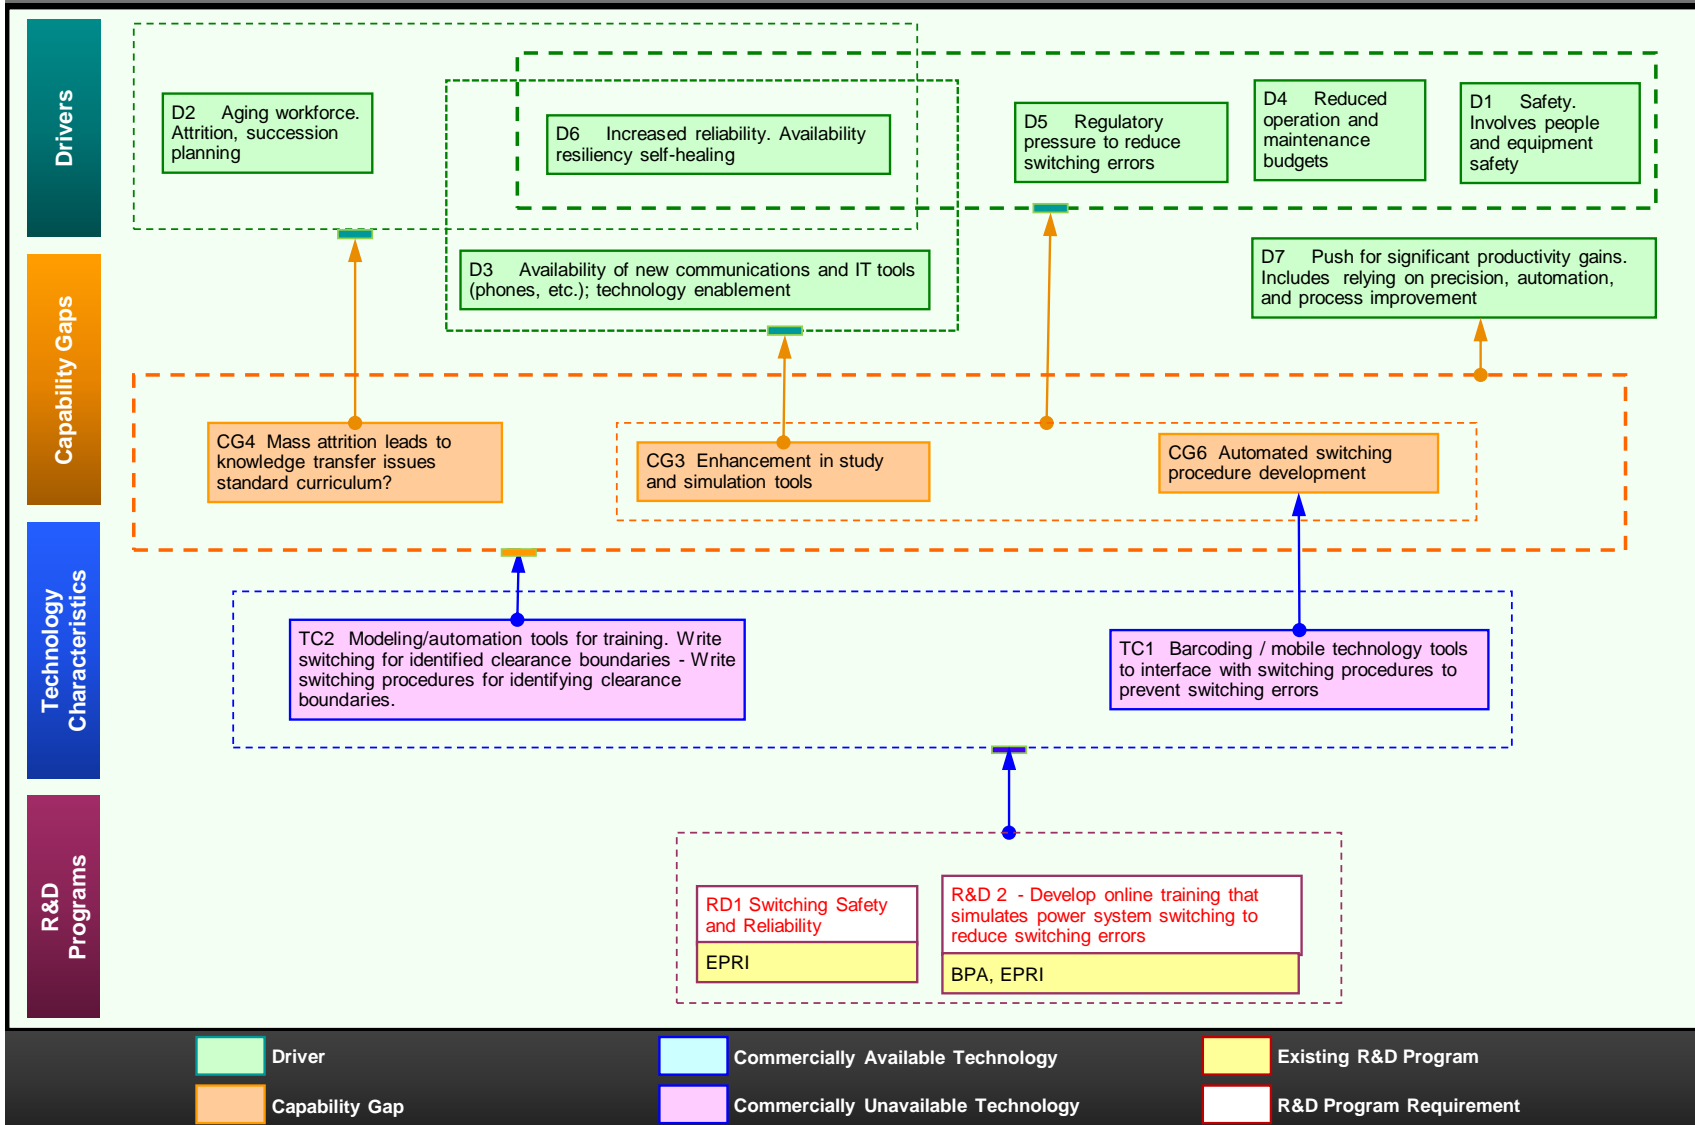 Drivers
D2 Aging workforce.
Attrition, succession
planning
D6 Increased reliability. Availability
resiliency self-healing
D5 Regulatory
pressure to reduce
switching errors
D4 Reduced
operation and
maintenance
budgets
D1 Safety.
Involves people
and equipment
safety
D3 Availability of new communications and IT tools
(phones, etc.); technology enablement
D7 Push for significant productivity gains.
Includes relying on precision, automation,
and process improvement
Capability Gaps
CG4 Mass attrition leads to
knowledge transfer issues
standard curriculum?
CG3 Enhancement in study
and simulation tools
CG6 Automated switching
procedure development
Technology
Characteristics
TC2 Modeling/automation tools for training. Write
switching for identified clearance boundaries - Write
switching procedures for identifying clearance
boundaries.
TC1 Barcoding / mobile technology tools
to interface with switching procedures to
prevent switching errors
R&D
Programs
RD1 Switching Safety
and Reliability
EPRI
R&D 2 - Develop online training that
simulates power system switching to
reduce switching errors
BPA, EPRI
Driver
Commercially Available Technology
Existing R&D Program
Capability Gap
Commercially Unavailable Technology
R&D Program Requirement